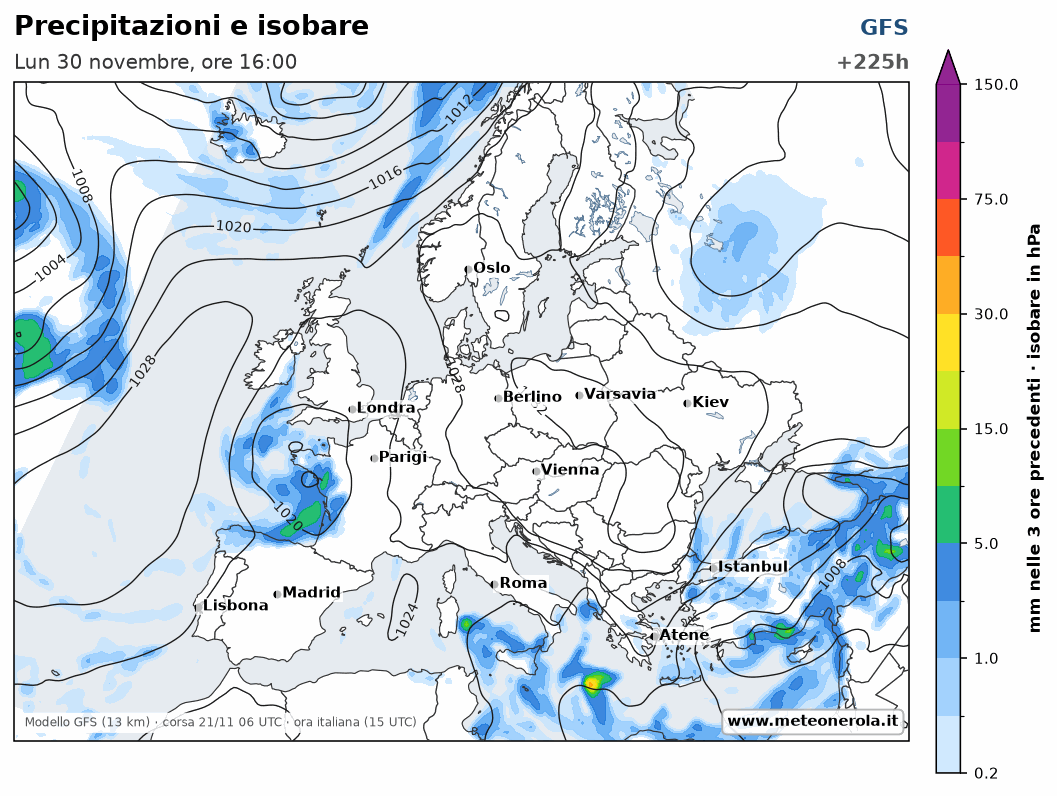 Precipitazioni e isobare
GFS
Lun 30 novembre, ore 16:00
+225h
1012
1016
1008
1020
1004
1028
1028
1020
1024
1008
Oslo
Londra
Berlino
Varsavia
Kiev
Parigi
Vienna
Madrid
Lisbona
Roma
Istanbul
Atene
150.0
75.0
30.0
15.0
5.0
1.0
0.2
mm nelle 3 ore precedenti · isobare in hPa
Modello GFS (13 km) · corsa 21/11 06 UTC · ora italiana (15 UTC)
www.meteonerola.it